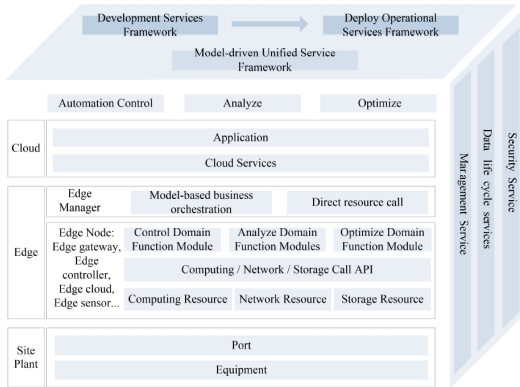 Development Services
Framework
Deploy Operational
Services Framework
Model-driven Unified Service
Framework
Automation Control
Analyze
Optimize
Cloud
Application
Cloud Services
Edge
Edge
Manager
Model-based business
orchestration
Direct resource call
Edge Node:
Edge gateway,
Edge
controller,
Edge cloud,
Edge sensor...
Control Domain
Function Module
Analyze Domain
Function Modules
Optimize Domain
Function Module
Computing / Network / Storage Call API
Computing Resource
Network Resource
Storage Resource
Site
Plant
Port
Equipment
Management Service
Data life cycle services
Security Service